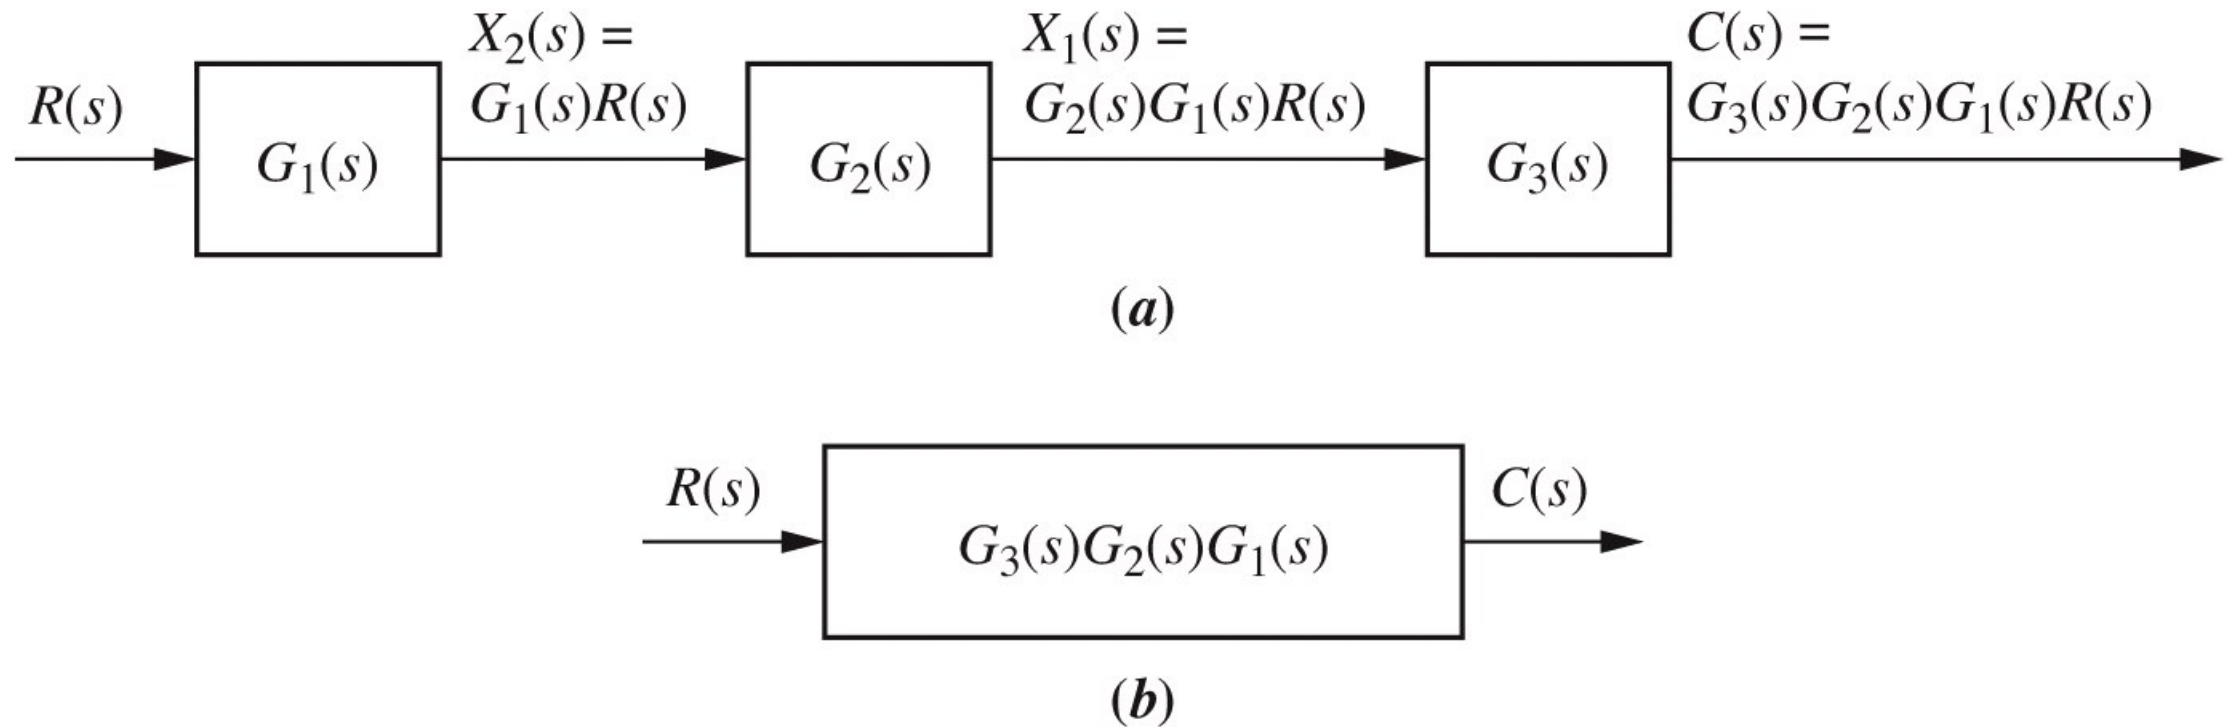 R(s)
G₁(s)
X₂(s) =
G₁(s)R(s)
G₂(s)
X₁(s) =
G₂(s)G₁(s)R(s)
G₃(s)
C(s) =
G₃(s)G₂(s)G₁(s)R(s)
(a)
R(s)
G₃(s)G₂(s)G₁(s)
C(s)
(b)